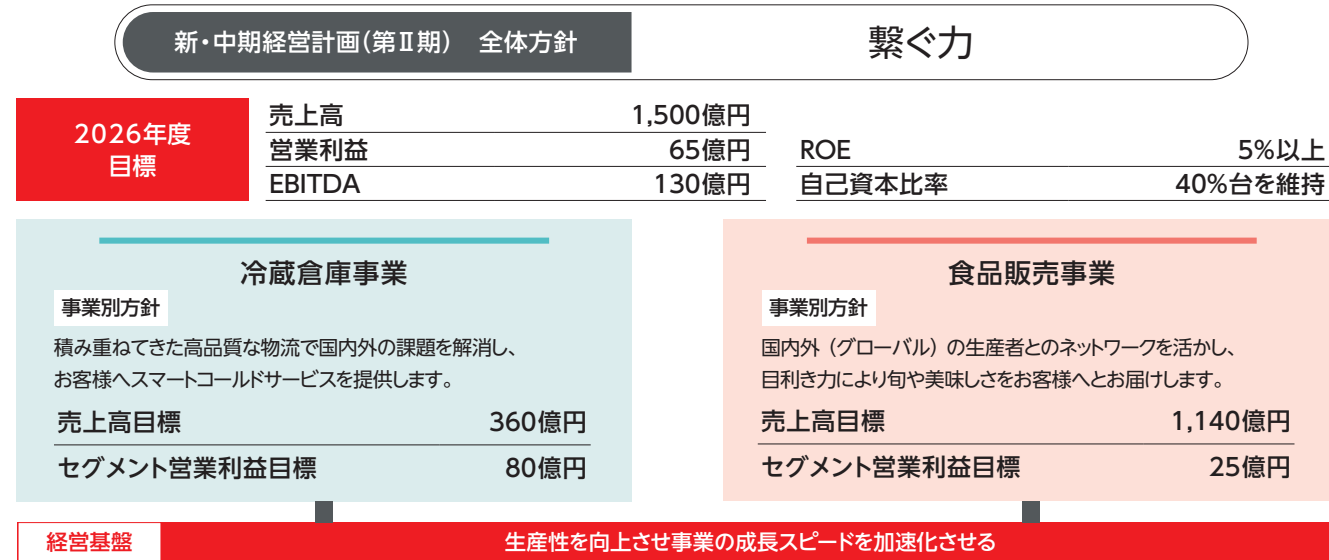 新・中期経営計画(第Ⅱ期) 全体方針
繋ぐ力
2026年度
目標
売上高 1,500億円
営業利益 65億円
EBITDA 130億円
ROE 5%以上
自己資本比率 40%台を維持
冷蔵倉庫事業
事業別方針
積み重ねてきた高品質な物流で国内外の課題を解消し、
お客様へスマートコールドサービスを提供します。
売上高目標 360億円
セグメント営業利益目標 80億円
食品販売事業
事業別方針
国内外（グローバル）の生産者とのネットワークを活かし、
目利き力により旬や美味しさをお客様へとお届けします。
売上高目標 1,140億円
セグメント営業利益目標 25億円
経営基盤
生産性を向上させ事業の成長スピードを加速化させる